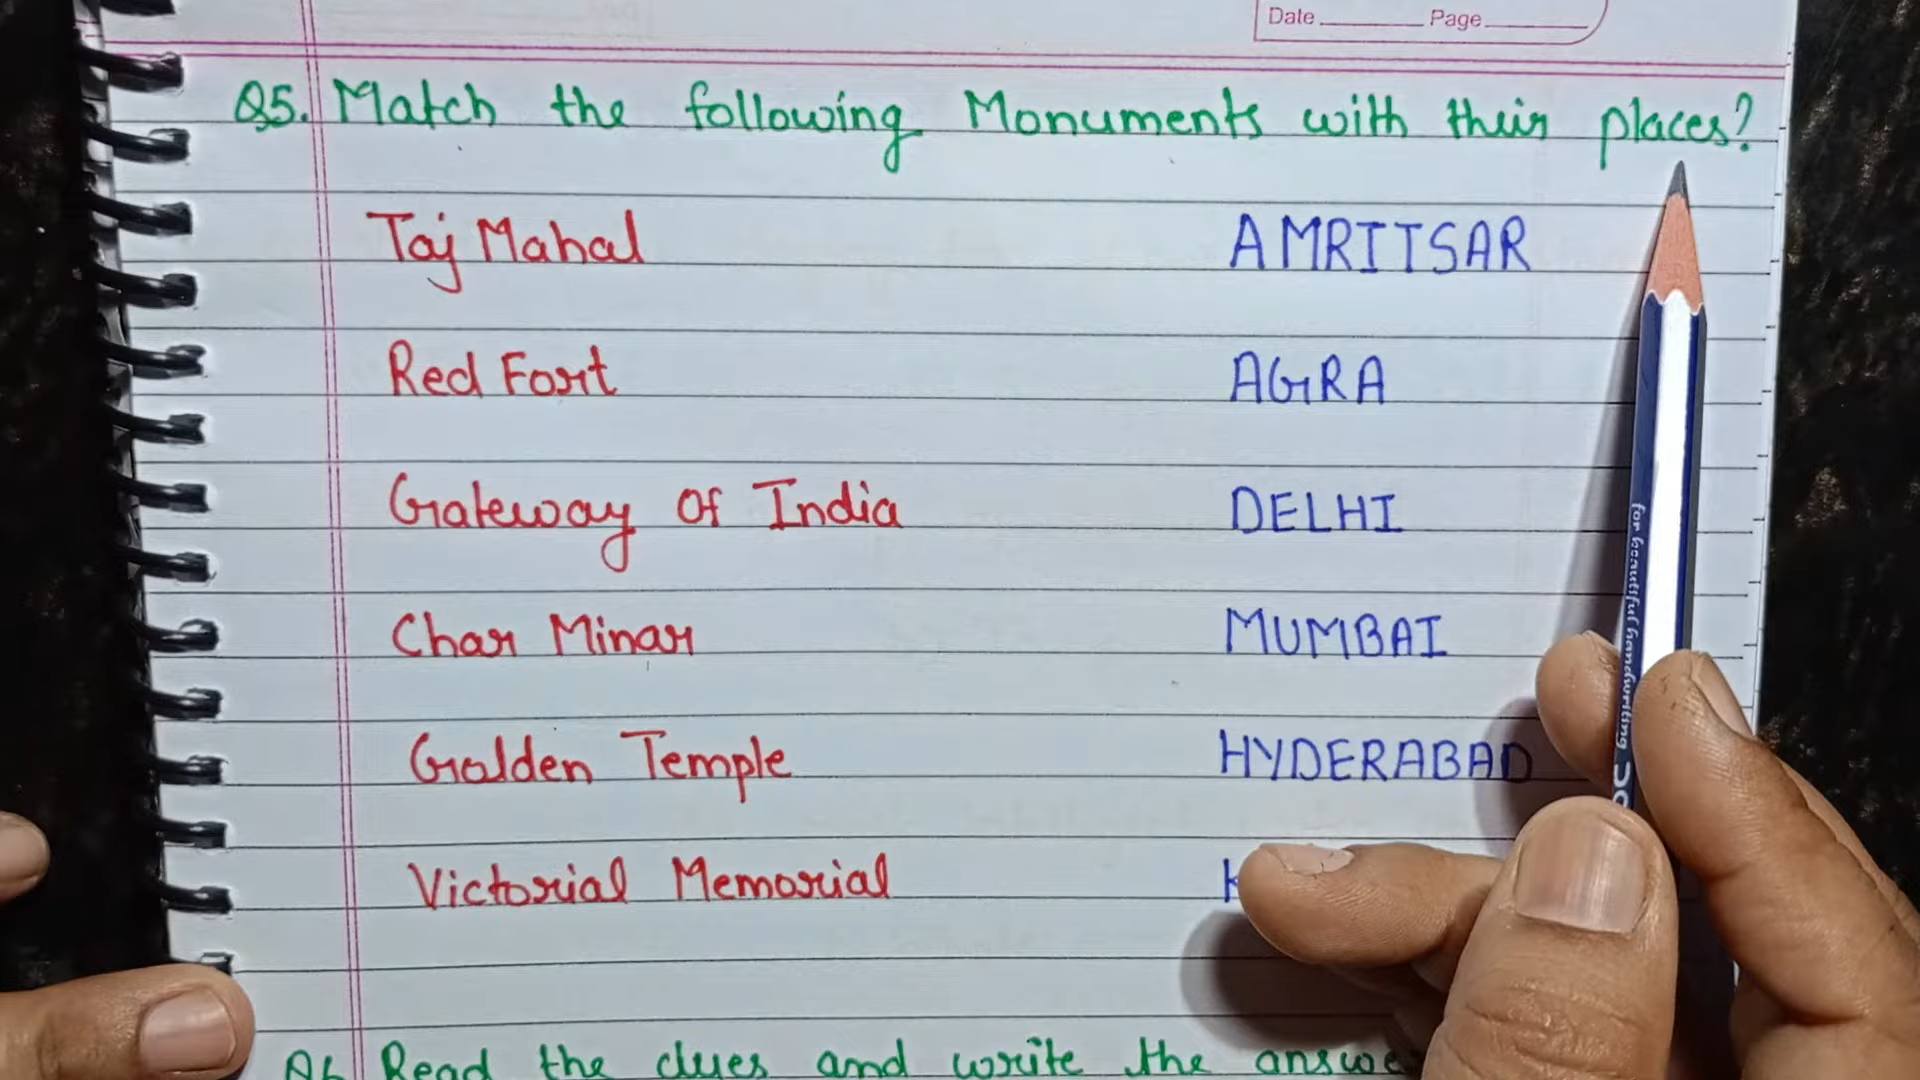 Date Page
Q5. Match the following Monuments with their places?
Taj Mahal AMRITSAR
Red Fort AGRA
Gateway Of India DELHI
Char Minar MUMBAI
Golden Temple HYDERABAD
Victorial Memorial
Q6 Read the clues and write the
for beautiful handwriting